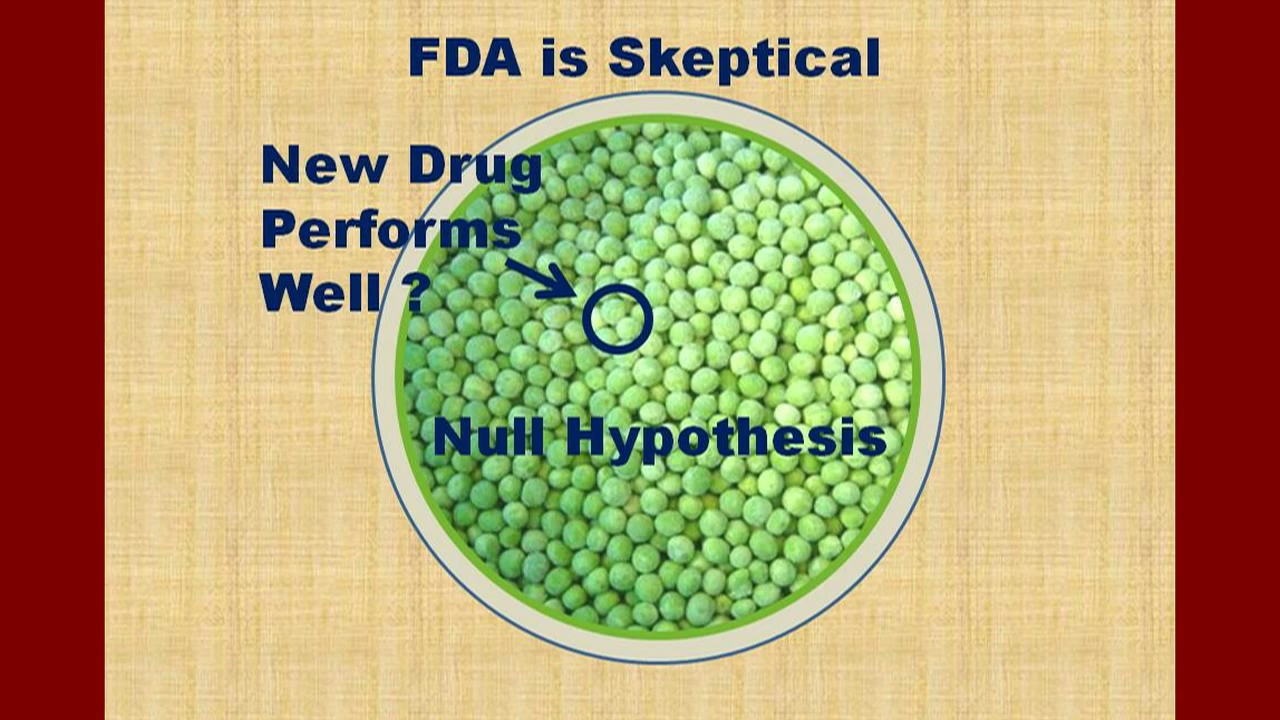 FDA is Skeptical
New Drug
Performs
Well ?
Null Hypothesis